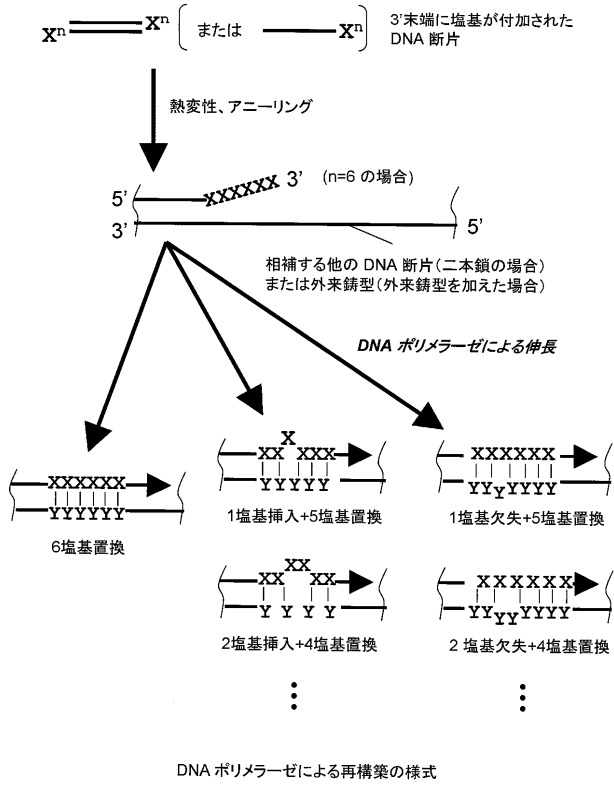 Xn Xn または Xn 3'末端に塩基が付加された
DNA 断片
熱変性、アニーリング
XXXXXX 3' (n=6 の場合)
5'
3' 5'
相補する他の DNA 断片(二本鎖の場合)
または外来鋳型(外来鋳型を加えた場合)
DNA ポリメラーゼによる伸長
XXXXXX
YYYYYY
6塩基置換
X
XX XXX
YYYYY
1塩基挿入+5塩基置換
XXXXXX
YYYYYYY
1塩基欠失+5塩基置換
XX
XX XX
Y Y Y Y
2塩基挿入+4塩基置換
XXXXXX
YYYYYYYY
2 塩基欠失+4塩基置換
DNA ポリメラーゼによる再構築の様式